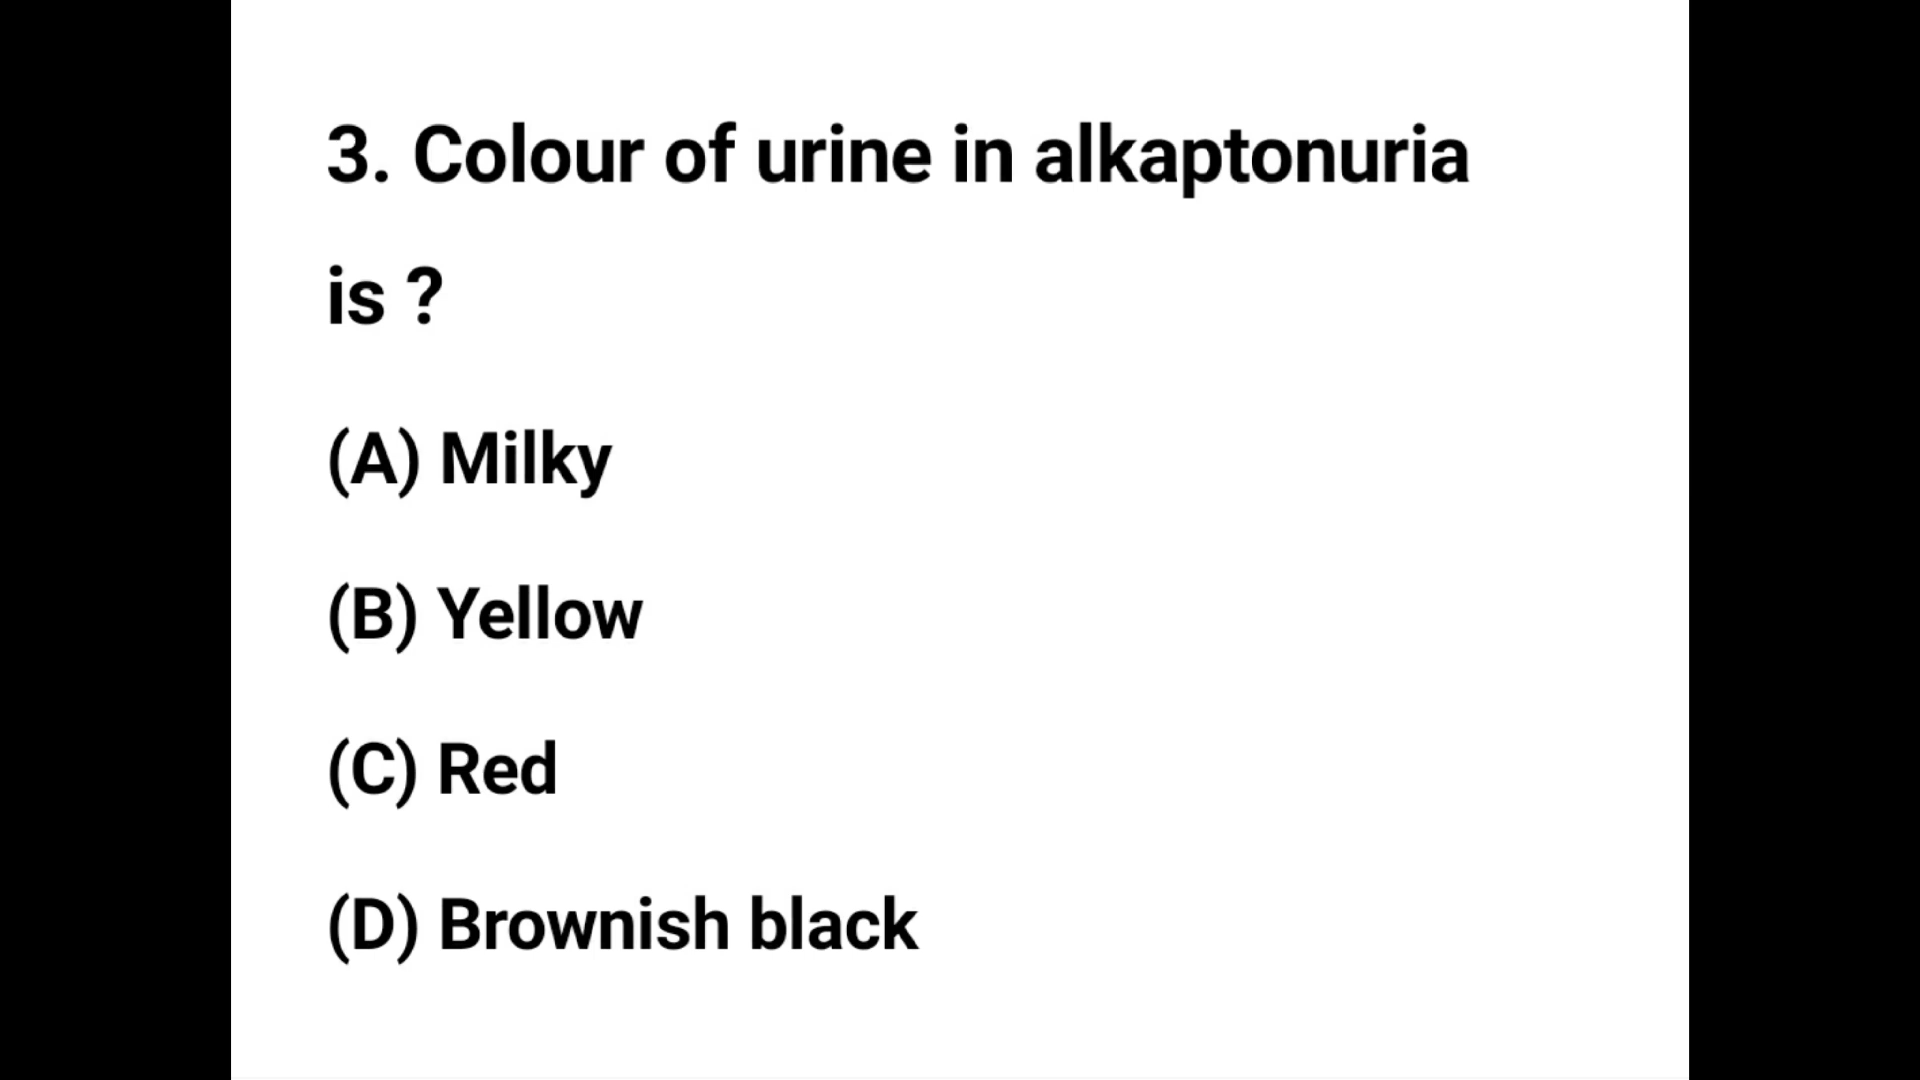 3. Colour of urine in alkaptonuria
is ?
(A) Milky
(B) Yellow
(C) Red
(D) Brownish black